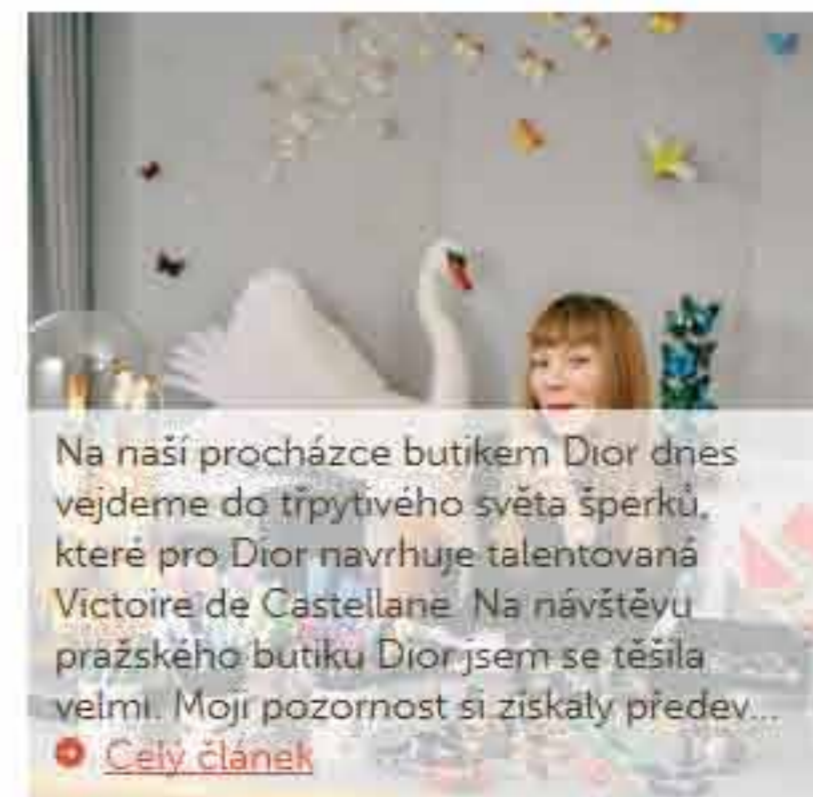 Na naší procházce butikem Dior dnes
vejdeme do třpytivého světa šperků,
které pro Dior navrhuje talentovaná
Victoire de Castellane. Na návštěvu
pražského butiku Dior jsem se těšila
velmi. Moji pozornost si získaly předev...
Celý článek